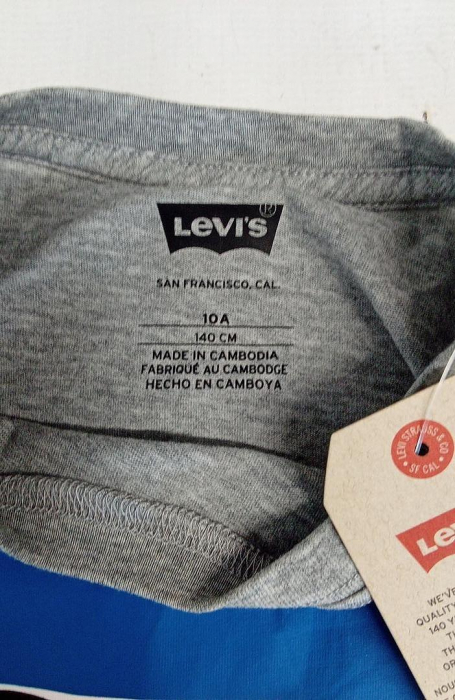 LEVI'S ®
SAN FRANCISCO, CAL.
10A
140 CM
MADE IN CAMBODIA
FABRIQUÉ AU CAMBODGE
HECHO EN CAMBOYA
LEVI STRAUSS & CO
• SF CAL •
WE'VE
QUALITY
140 Y